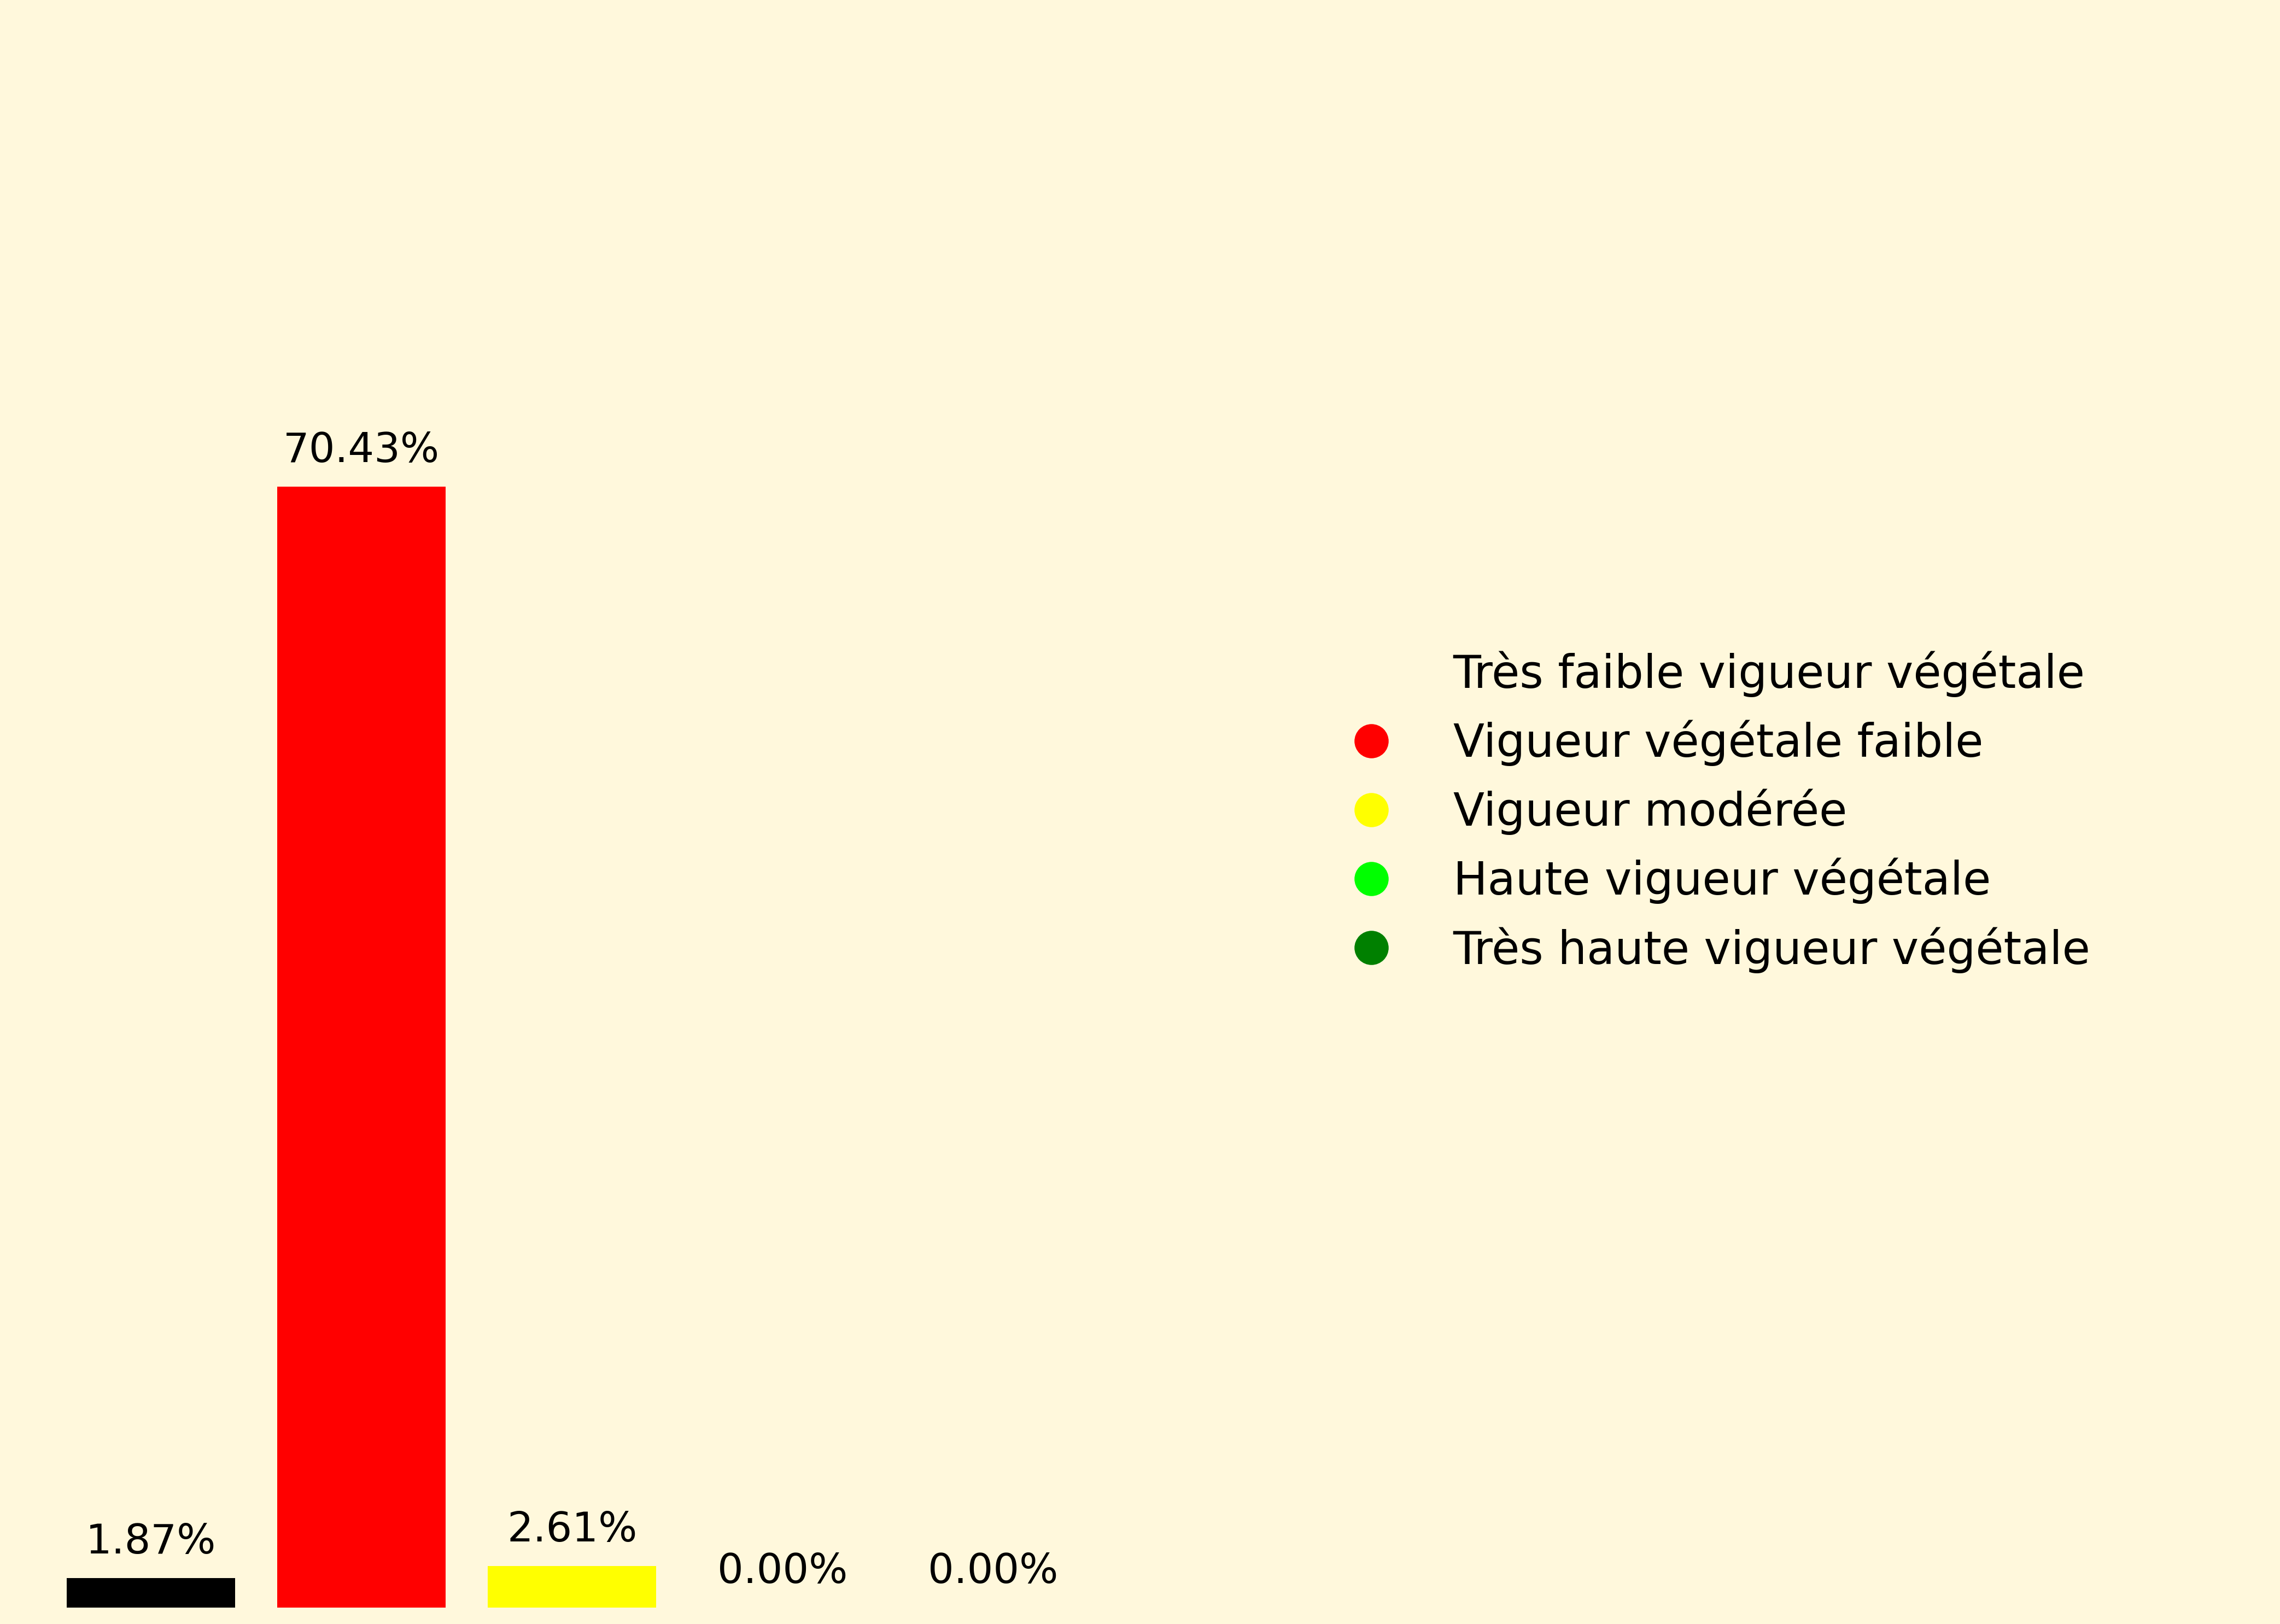 70.43%
Très faible vigueur végétale
Vigueur végétale faible
Vigueur modérée
Haute vigueur végétale
Très haute vigueur végétale
1.87%
2.61%
0.00%
0.00%